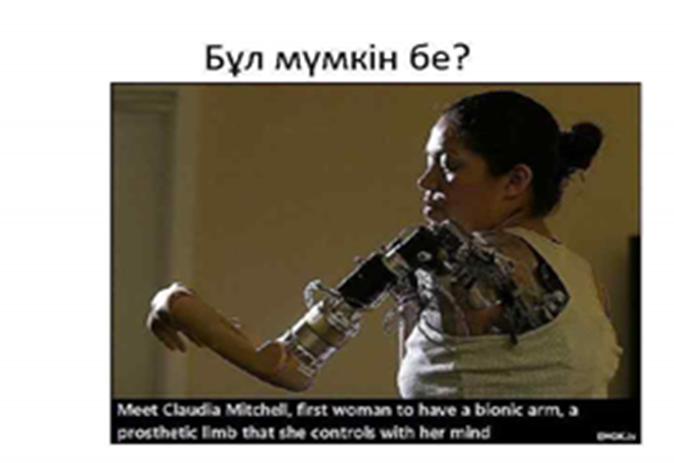 Бұл мүмкін бе?
Meet Claudia Mitchell, first woman to have a bionic arm, a
prosthetic limb that she controls with her mind